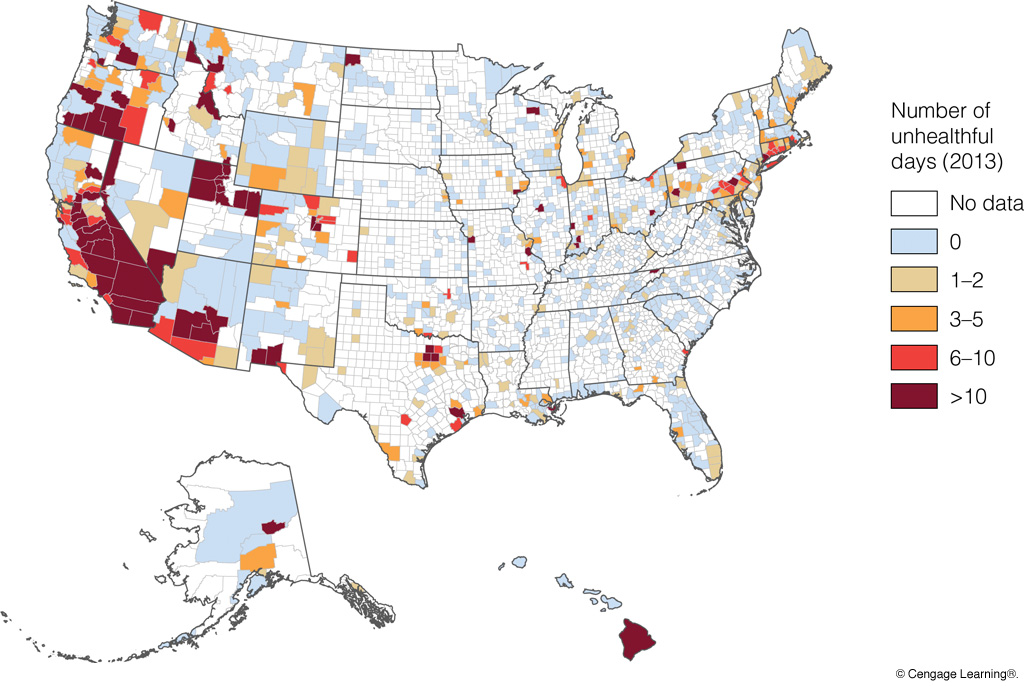 Number of
unhealthful
days (2013)
No data
0
1–2
3–5
6–10
>10
© Cengage Learning®.